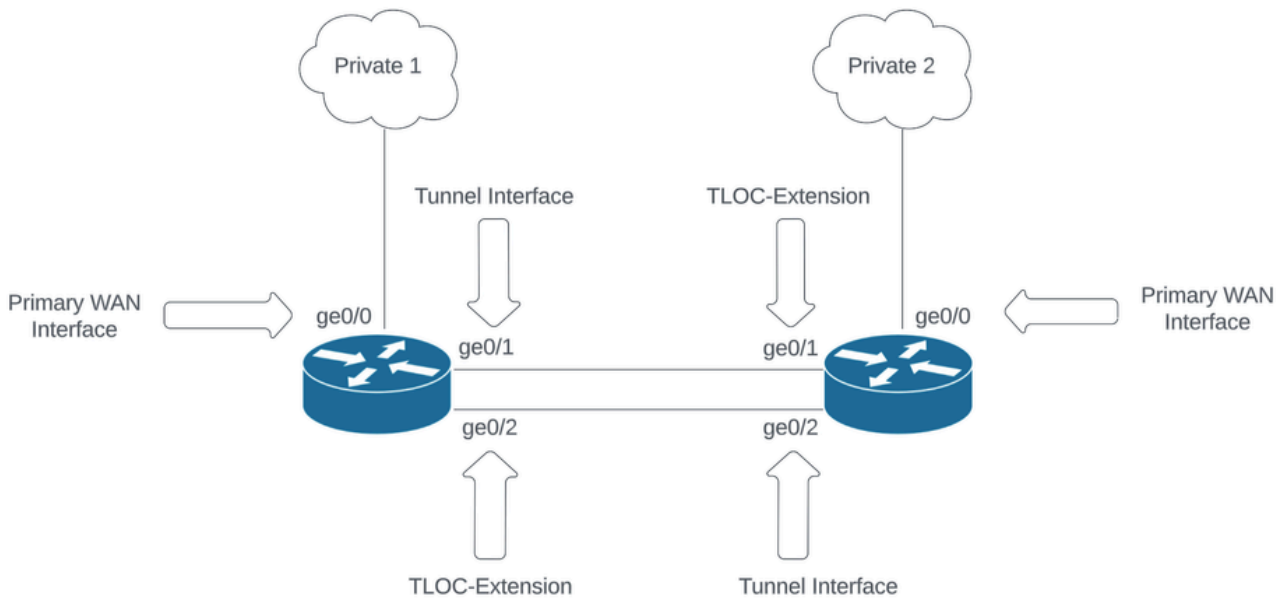 Private 1
Private 2
Tunnel Interface
TLOC-Extension
Primary WAN
Interface
ge0/0
ge0/0
Primary WAN
Interface
ge0/1
ge0/1
ge0/2
ge0/2
TLOC-Extension
Tunnel Interface